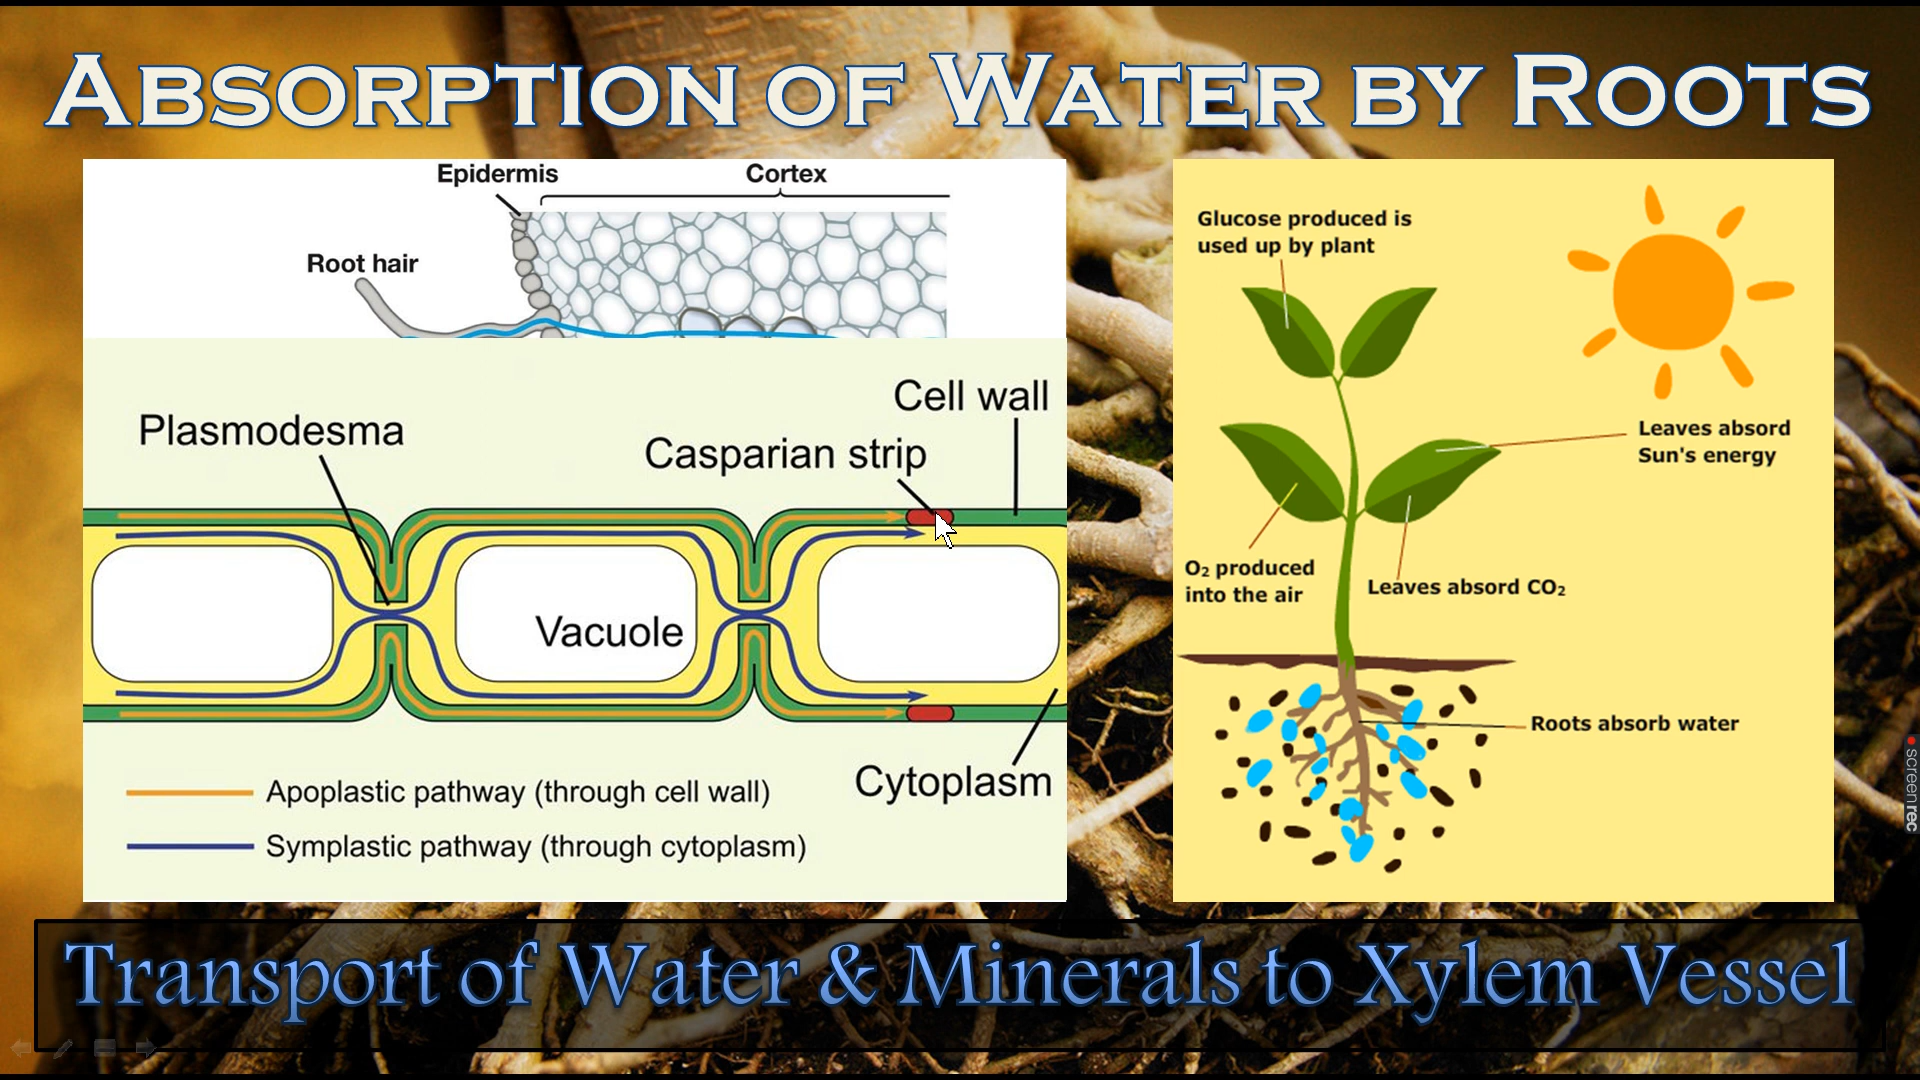 ABSORPTION OF WATER BY ROOTS
Epidermis
Cortex
Root hair
Cell wall
Plasmodesma
Casparian strip
Vacuole
Cytoplasm
Apoplastic pathway (through cell wall)
Symplastic pathway (through cytoplasm)
Glucose produced is
used up by plant
Leaves absord
Sun's energy
O₂ produced
into the air
Leaves absord CO₂
Roots absorb water
Transport of Water & Minerals to Xylem Vessel
screenrec